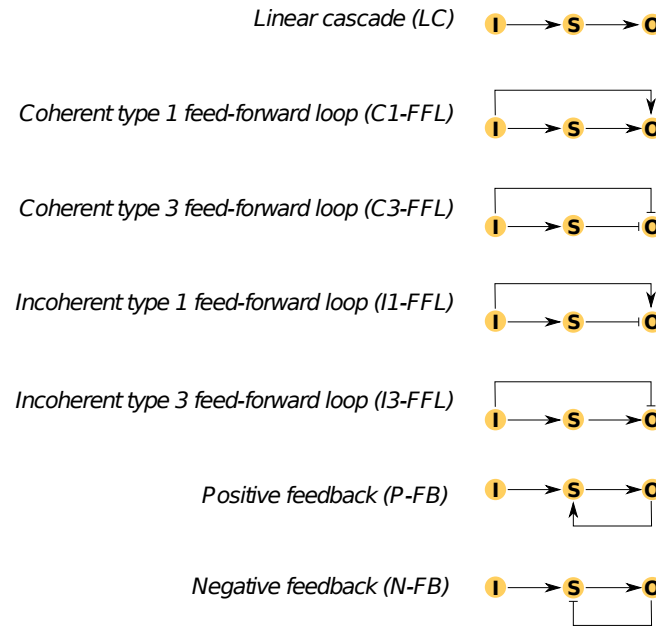 Linear cascade (LC) I S O
Coherent type 1 feed-forward loop (C1-FFL) I S O
Coherent type 3 feed-forward loop (C3-FFL) I S O
Incoherent type 1 feed-forward loop (I1-FFL) I S O
Incoherent type 3 feed-forward loop (I3-FFL) I S O
Positive feedback (P-FB) I S O
Negative feedback (N-FB) I S O